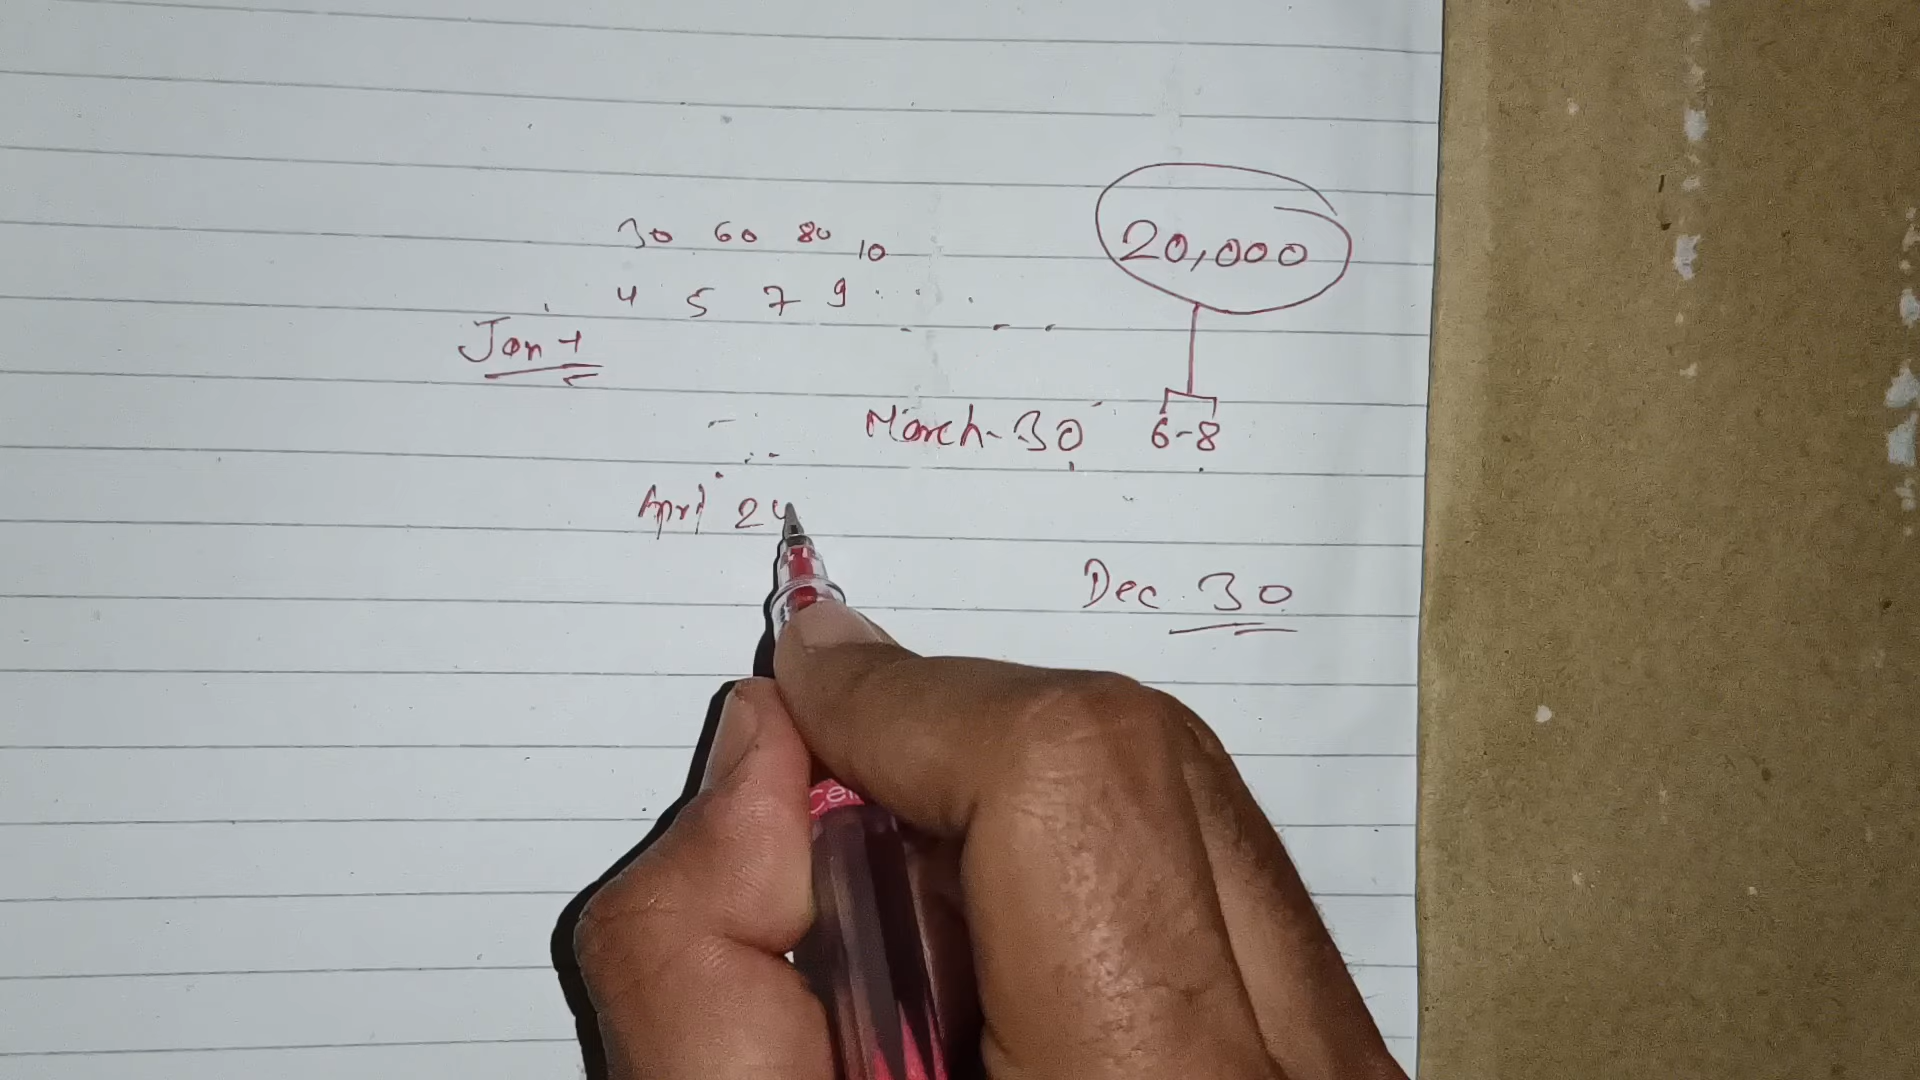 30 60 80 10
20,000
4 5 7 9 . . .
Jan 1
March-30 6-8
April 24
Dec 30
Cell